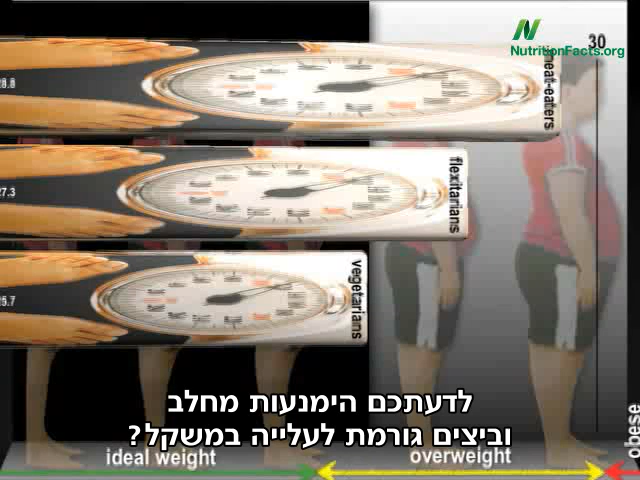 NutritionFacts.org
30
meat-eaters
28.8
flexitarians
27.3
vegetarians
25.7
לדעתכם הימנעות מחלב
וביצים גורמת לעלייה במשקל?
ideal weight
overweight
obese